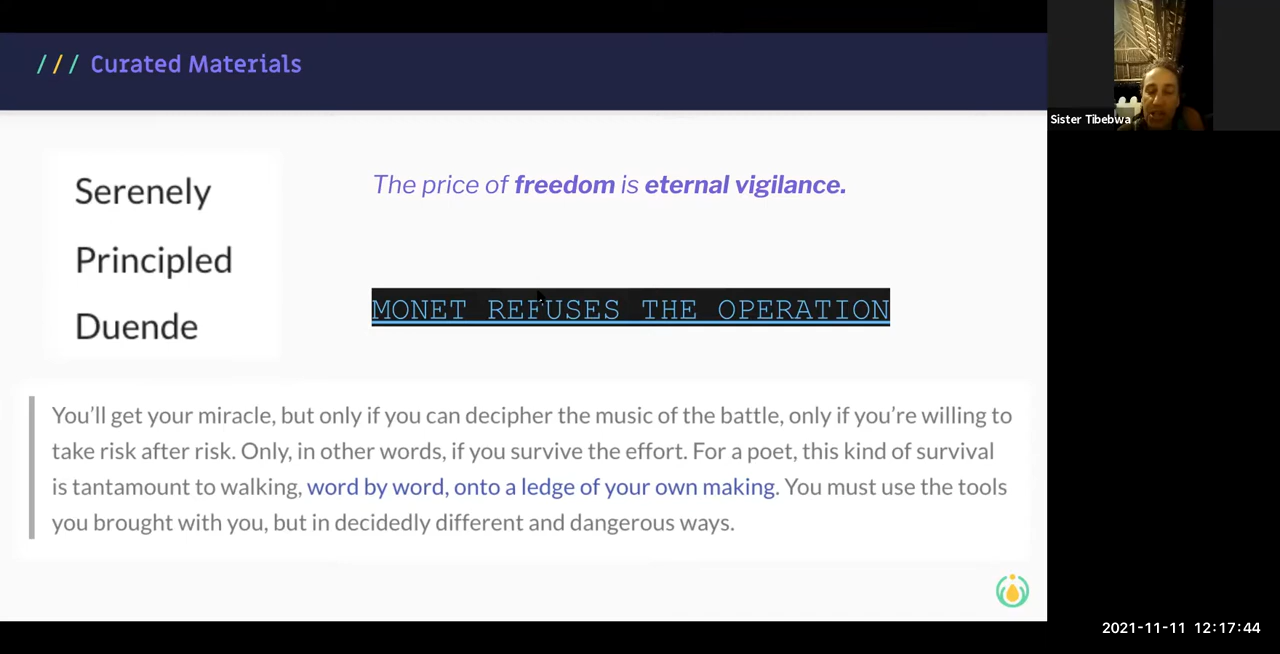 /// Curated Materials
Serenely
Principled
Duende
The price of freedom is eternal vigilance.
MONET REFUSES THE OPERATION
You’ll get your miracle, but only if you can decipher the music of the battle, only if you’re willing to
take risk after risk. Only, in other words, if you survive the effort. For a poet, this kind of survival
is tantamount to walking, word by word, onto a ledge of your own making. You must use the tools
you brought with you, but in decidedly different and dangerous ways.
Sister Tibebwa
2021-11-11 12:17:44